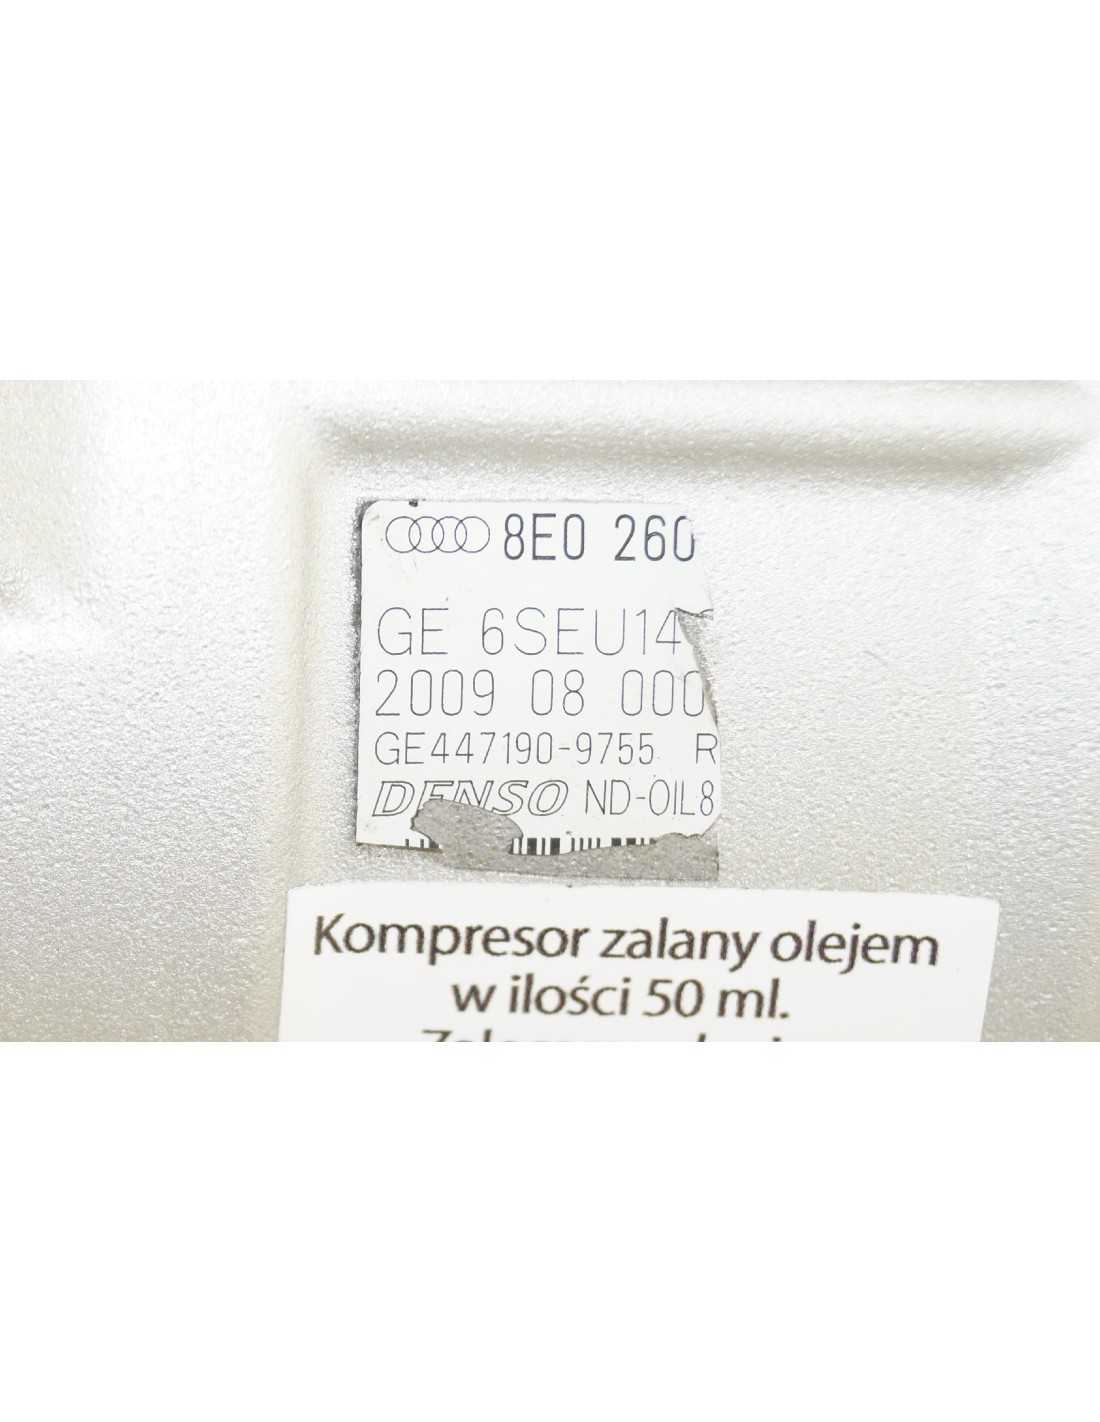 8E0 260
GE 6SEU14
2009 08 000
GE447190-9755 R
DENSO ND-OIL8
Kompresor zalany olejem
w ilości 50 ml.